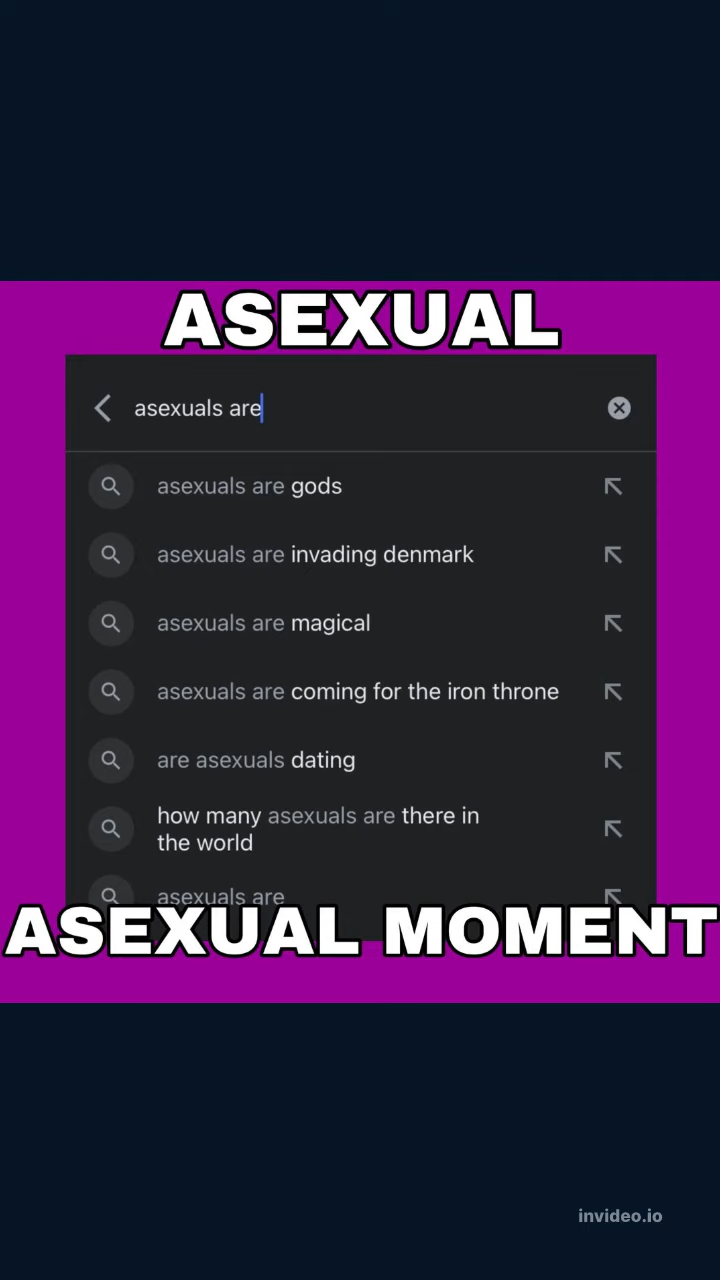 ASEXUAL
asexuals are
asexuals are gods
asexuals are invading denmark
asexuals are magical
asexuals are coming for the iron throne
are asexuals dating
how many asexuals are there in
the world
asexuals are
ASEXUAL MOMENT
invideo.io